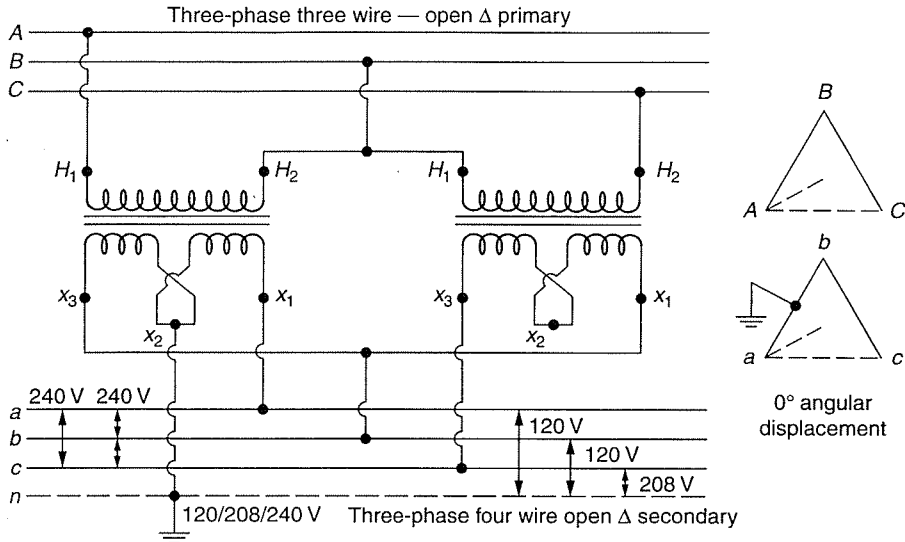 Three-phase three wire — open Δ primary
A
B
C
H₁
H₂
H₁
H₂
B
A
C
x₃
x₂
x₁
x₃
x₂
x₁
b
a
c
0° angular
displacement
240 V
240 V
a
b
c
n
120 V
120 V
208 V
120/208/240 V
Three-phase four wire open Δ secondary